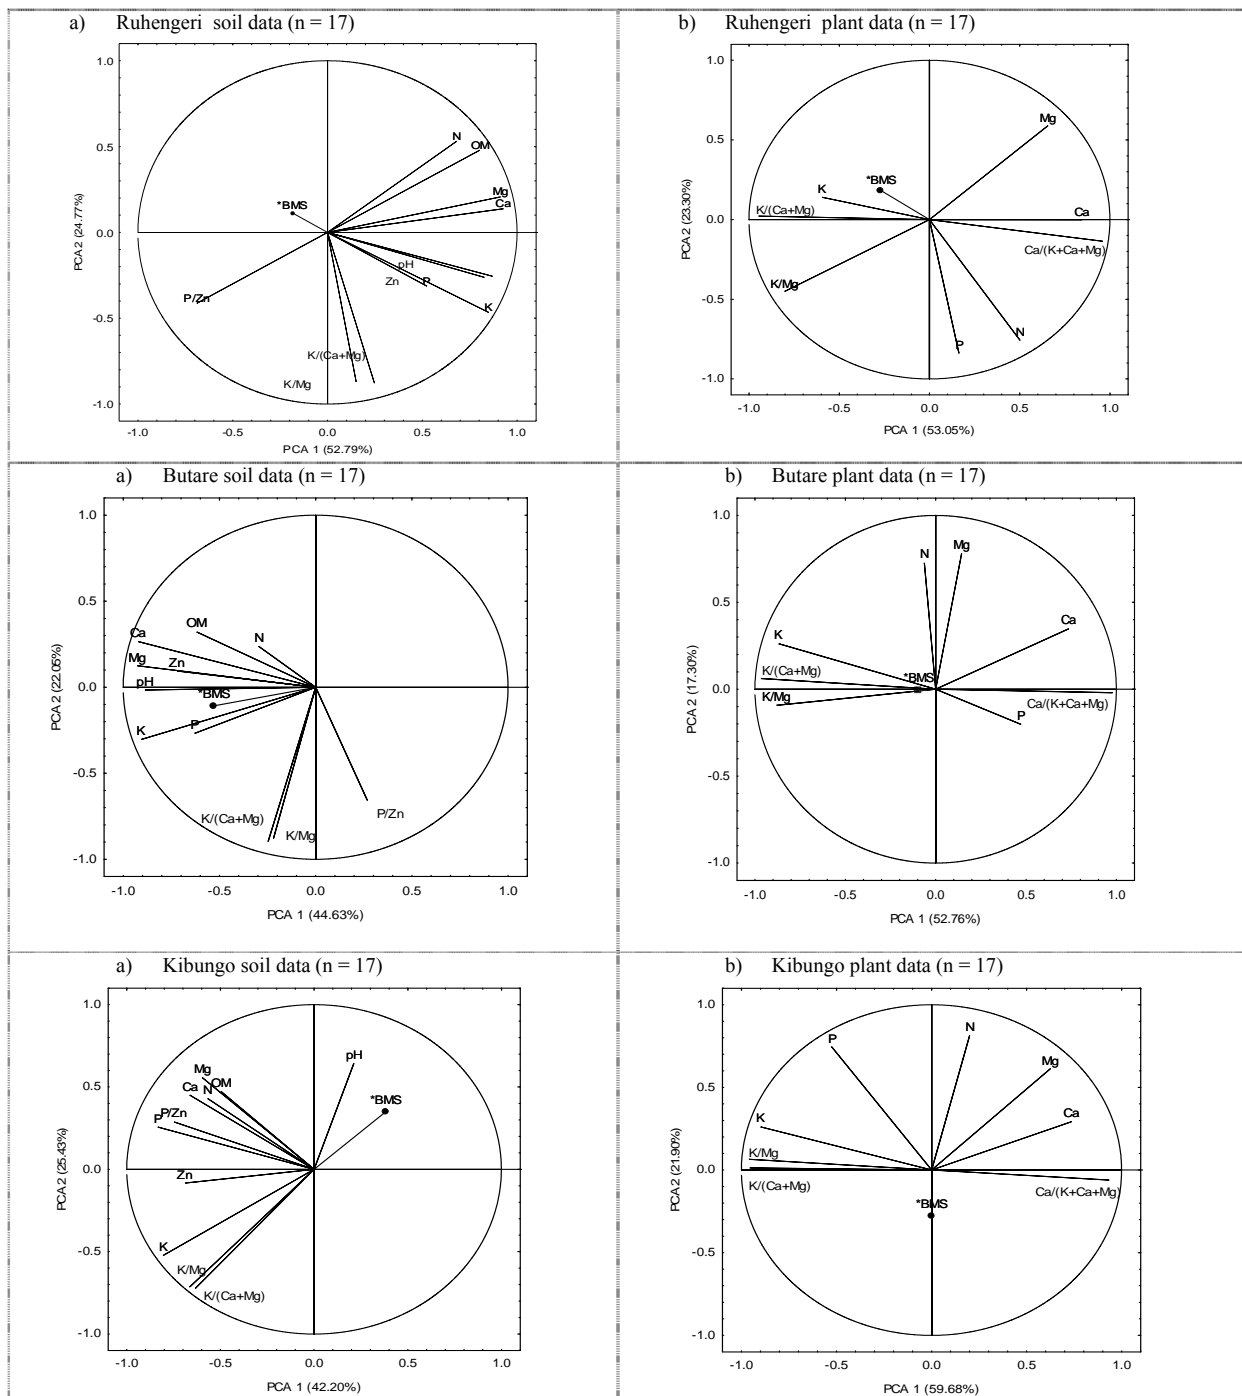 a) Ruhengeri soil data (n = 17)
1.0
0.5
0.0
-0.5
-1.0
PCA 2 (24.77%)
N
OM
Mg
Ca
*BMS
pH
Zn
P
K
P/Zn
K/(Ca+Mg)
K/Mg
-1.0 -0.5 0.0 0.5 1.0
PCA 1 (52.79%)
b) Ruhengeri plant data (n = 17)
1.0
0.5
0.0
-0.5
-1.0
PCA 2 (23.30%)
Mg
*BMS
K
K/(Ca+Mg)
Ca
Ca/(K+Ca+Mg)
K/Mg
N
P
-1.0 -0.5 0.0 0.5 1.0
PCA 1 (53.05%)
a) Butare soil data (n = 17)
1.0
0.5
0.0
-0.5
-1.0
PCA 2 (22.05%)
OM
Ca
N
Mg
Zn
pH
*BMS
K
P
P/Zn
K/(Ca+Mg)
K/Mg
-1.0 -0.5 0.0 0.5 1.0
PCA 1 (44.63%)
b) Butare plant data (n = 17)
1.0
0.5
0.0
-0.5
-1.0
PCA 2 (17.30%)
N
Mg
K
Ca
K/(Ca+Mg)
*BMS
K/Mg
Ca/(K+Ca+Mg)
P
-1.0 -0.5 0.0 0.5 1.0
PCA 1 (52.76%)
a) Kibungo soil data (n = 17)
1.0
0.5
0.0
-0.5
-1.0
PCA 2 (25.43%)
pH
Mg
OM
Ca
N
*BMS
P/Zn
P
Zn
K
K/Mg
K/(Ca+Mg)
-1.0 -0.5 0.0 0.5 1.0
PCA 1 (42.20%)
b) Kibungo plant data (n = 17)
1.0
0.5
0.0
-0.5
-1.0
PCA 2 (21.90%)
N
P
Mg
K
Ca
K/Mg
K/(Ca+Mg)
Ca/(K+Ca+Mg)
*BMS
-1.0 -0.5 0.0 0.5 1.0
PCA 1 (59.68%)